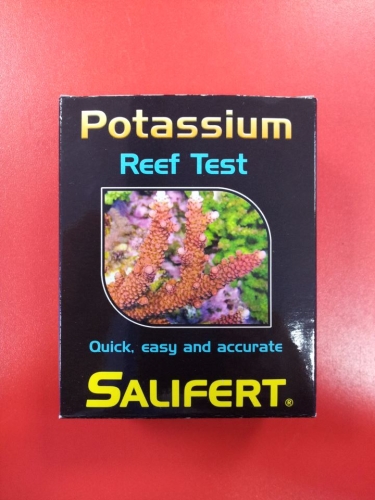 Potassium
Reef Test
Quick, easy and accurate
SALIFERT®